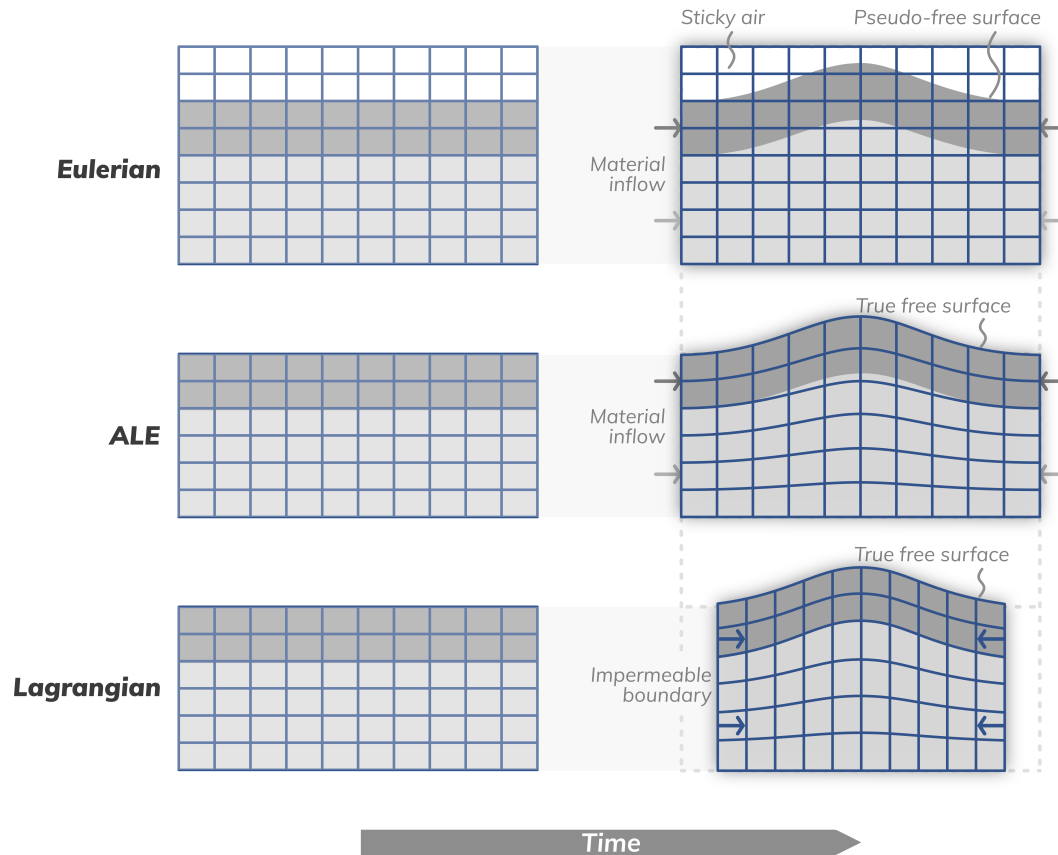 Sticky air
Pseudo-free surface
Eulerian
Material
inflow
True free surface
ALE
Material
inflow
True free surface
Lagrangian
Impermeable
boundary
Time